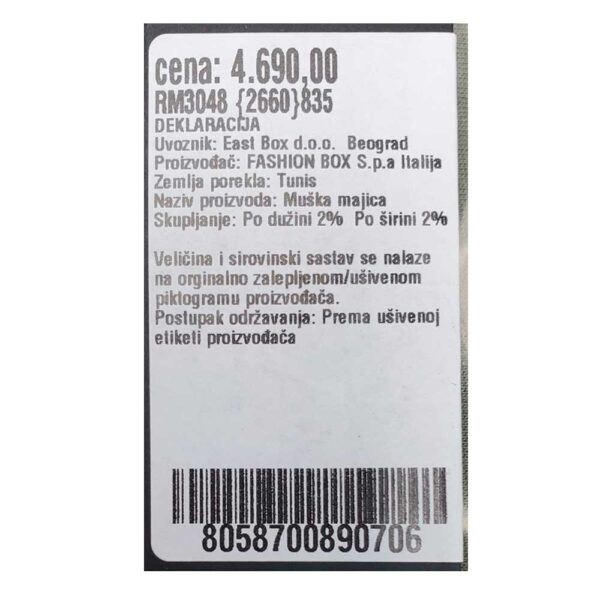 cena: 4.690,00
RM3048 {2660}835
DEKLARACIJA
Uvoznik: East Box d.o.o. Beograd
Proizvođač: FASHION BOX S.p.a Italija
Zemlja porekla: Tunis
Naziv proizvoda: Muška majica
Skupljanje: Po dužini 2% Po širini 2%
Veličina i sirovinski sastav se nalaze
na orginalno zalepljenom/ušivenom
piktogramu proizvođača.
Postupak održavanja: Prema ušivenoj
etiketi proizvođača
8058700890706